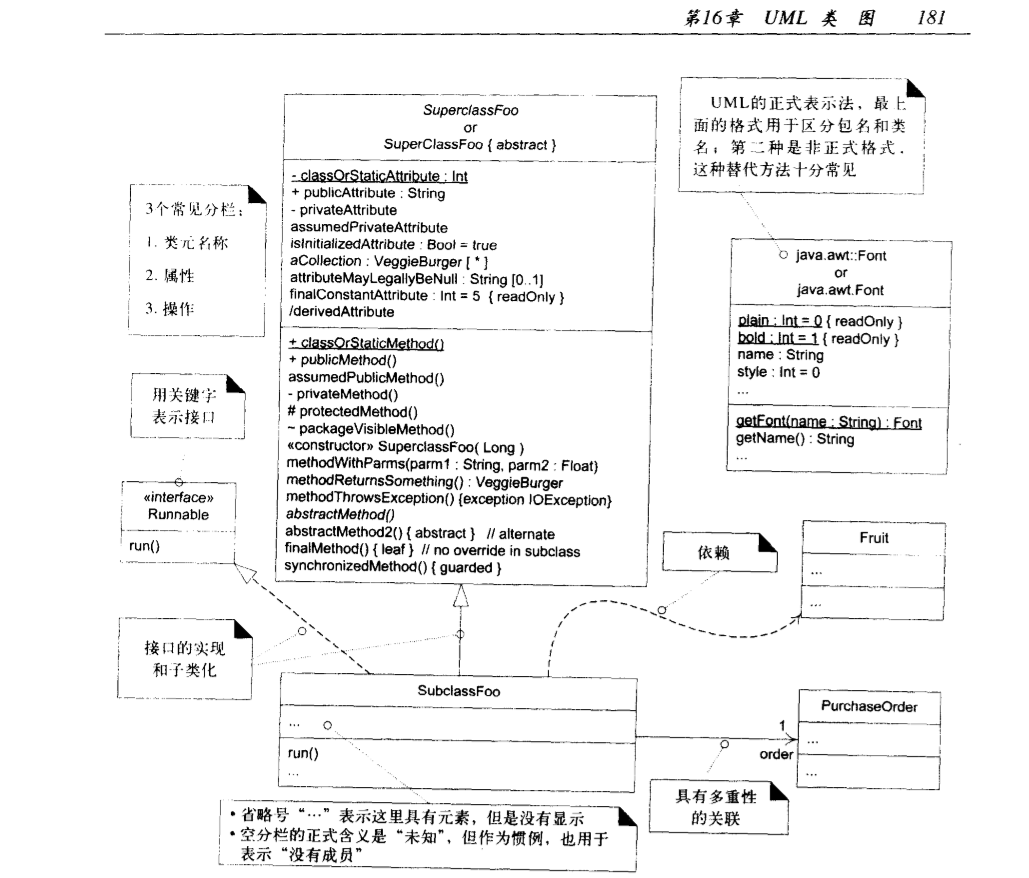 第16章 UML 类 图 181
SuperclassFoo
or
SuperClassFoo { abstract }
- classOrStaticAttribute : Int
+ publicAttribute : String
- privateAttribute
assumedPrivateAttribute
isInitializedAttribute : Bool = true
aCollection : VeggieBurger [ * ]
attributeMayLegallyBeNull : String [0..1]
finalConstantAttribute : Int = 5 { readOnly }
/derivedAttribute
+ classOrStaticMethod()
+ publicMethod()
assumedPublicMethod()
- privateMethod()
# protectedMethod()
~ packageVisibleMethod()
«constructor» SuperclassFoo( Long )
methodWithParms(parm1 : String, parm2 : Float)
methodReturnsSomething() : VeggieBurger
methodThrowsException() {exception IOException}
abstractMethod()
abstractMethod2() { abstract } // alternate
finalMethod() { leaf } // no override in subclass
synchronizedMethod() { guarded }
UML的正式表示法，最上
面的格式用于区分包名和类
名；第二种是非正式格式．
这种替代方法十分常见
3个常见分栏：
1. 类元名称
2. 属性
3. 操作
java.awt::Font
or
java.awt.Font
plain : Int = 0 { readOnly }
bold : Int = 1 { readOnly }
name : String
style : Int = 0
...
getFont(name : String) : Font
getName() : String
...
用关键字
表示接口
«interface»
Runnable
run()
依赖
Fruit
...
...
接口的实现
和子类化
SubclassFoo
...
run()
...
1
order
PurchaseOrder
...
...
具有多重性
的关联
• 省略号“…”表示这里具有元素，但是没有显示
• 空分栏的正式含义是“未知”，但作为惯例，也用于
表示“没有成员”